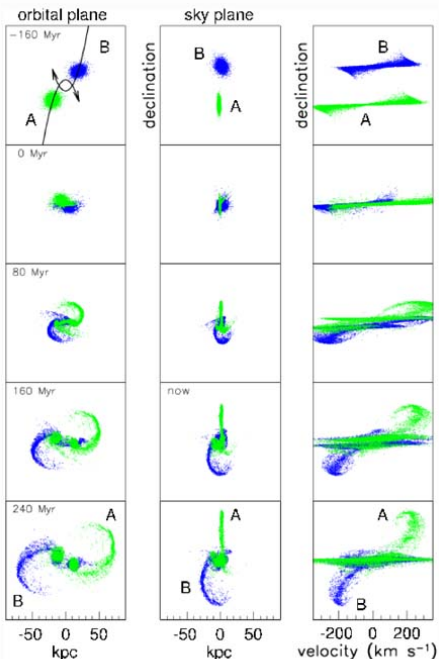 orbital plane
sky plane
−160 Myr
B
A
declination
B
A
B
A
0 Myr
80 Myr
160 Myr
now
240 Myr
A
B
declination
A
B
A
B
-50 0 50
kpc
-50 0 50
kpc
-200 0 200
velocity (km s⁻¹)